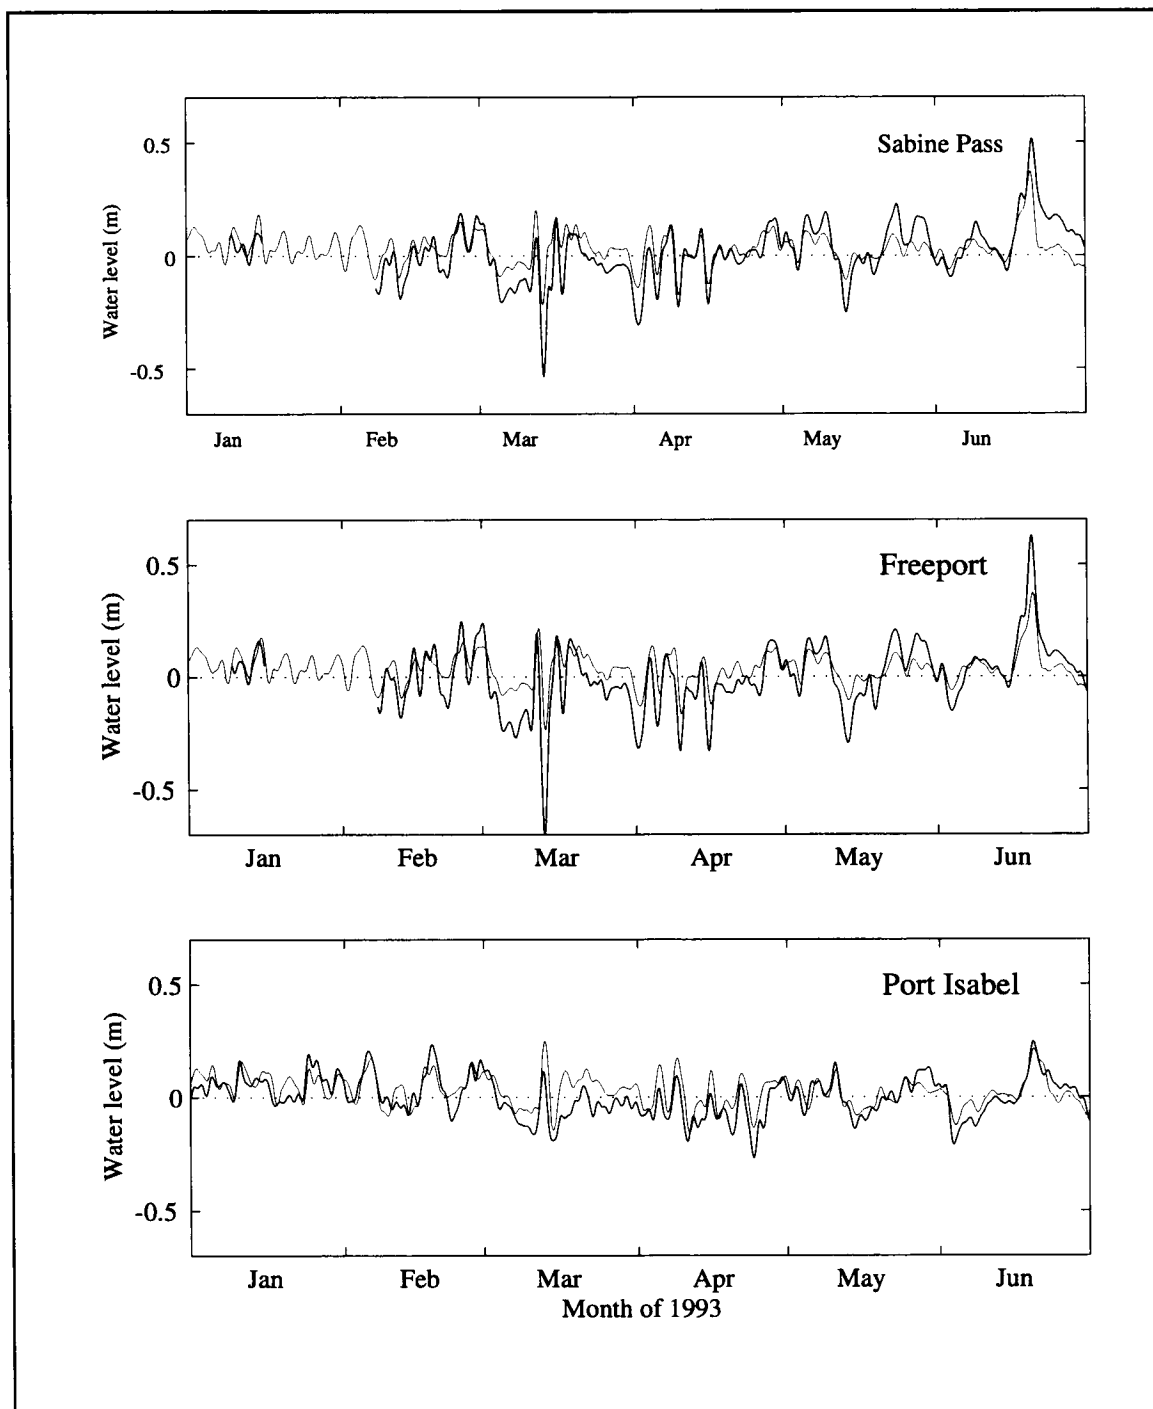 Sabine Pass
0.5
0
-0.5
Water level (m)
Jan Feb Mar Apr May Jun
Freeport
0.5
0
-0.5
Water level (m)
Jan Feb Mar Apr May Jun
Port Isabel
0.5
0
-0.5
Water level (m)
Jan Feb Mar Apr May Jun
Month of 1993